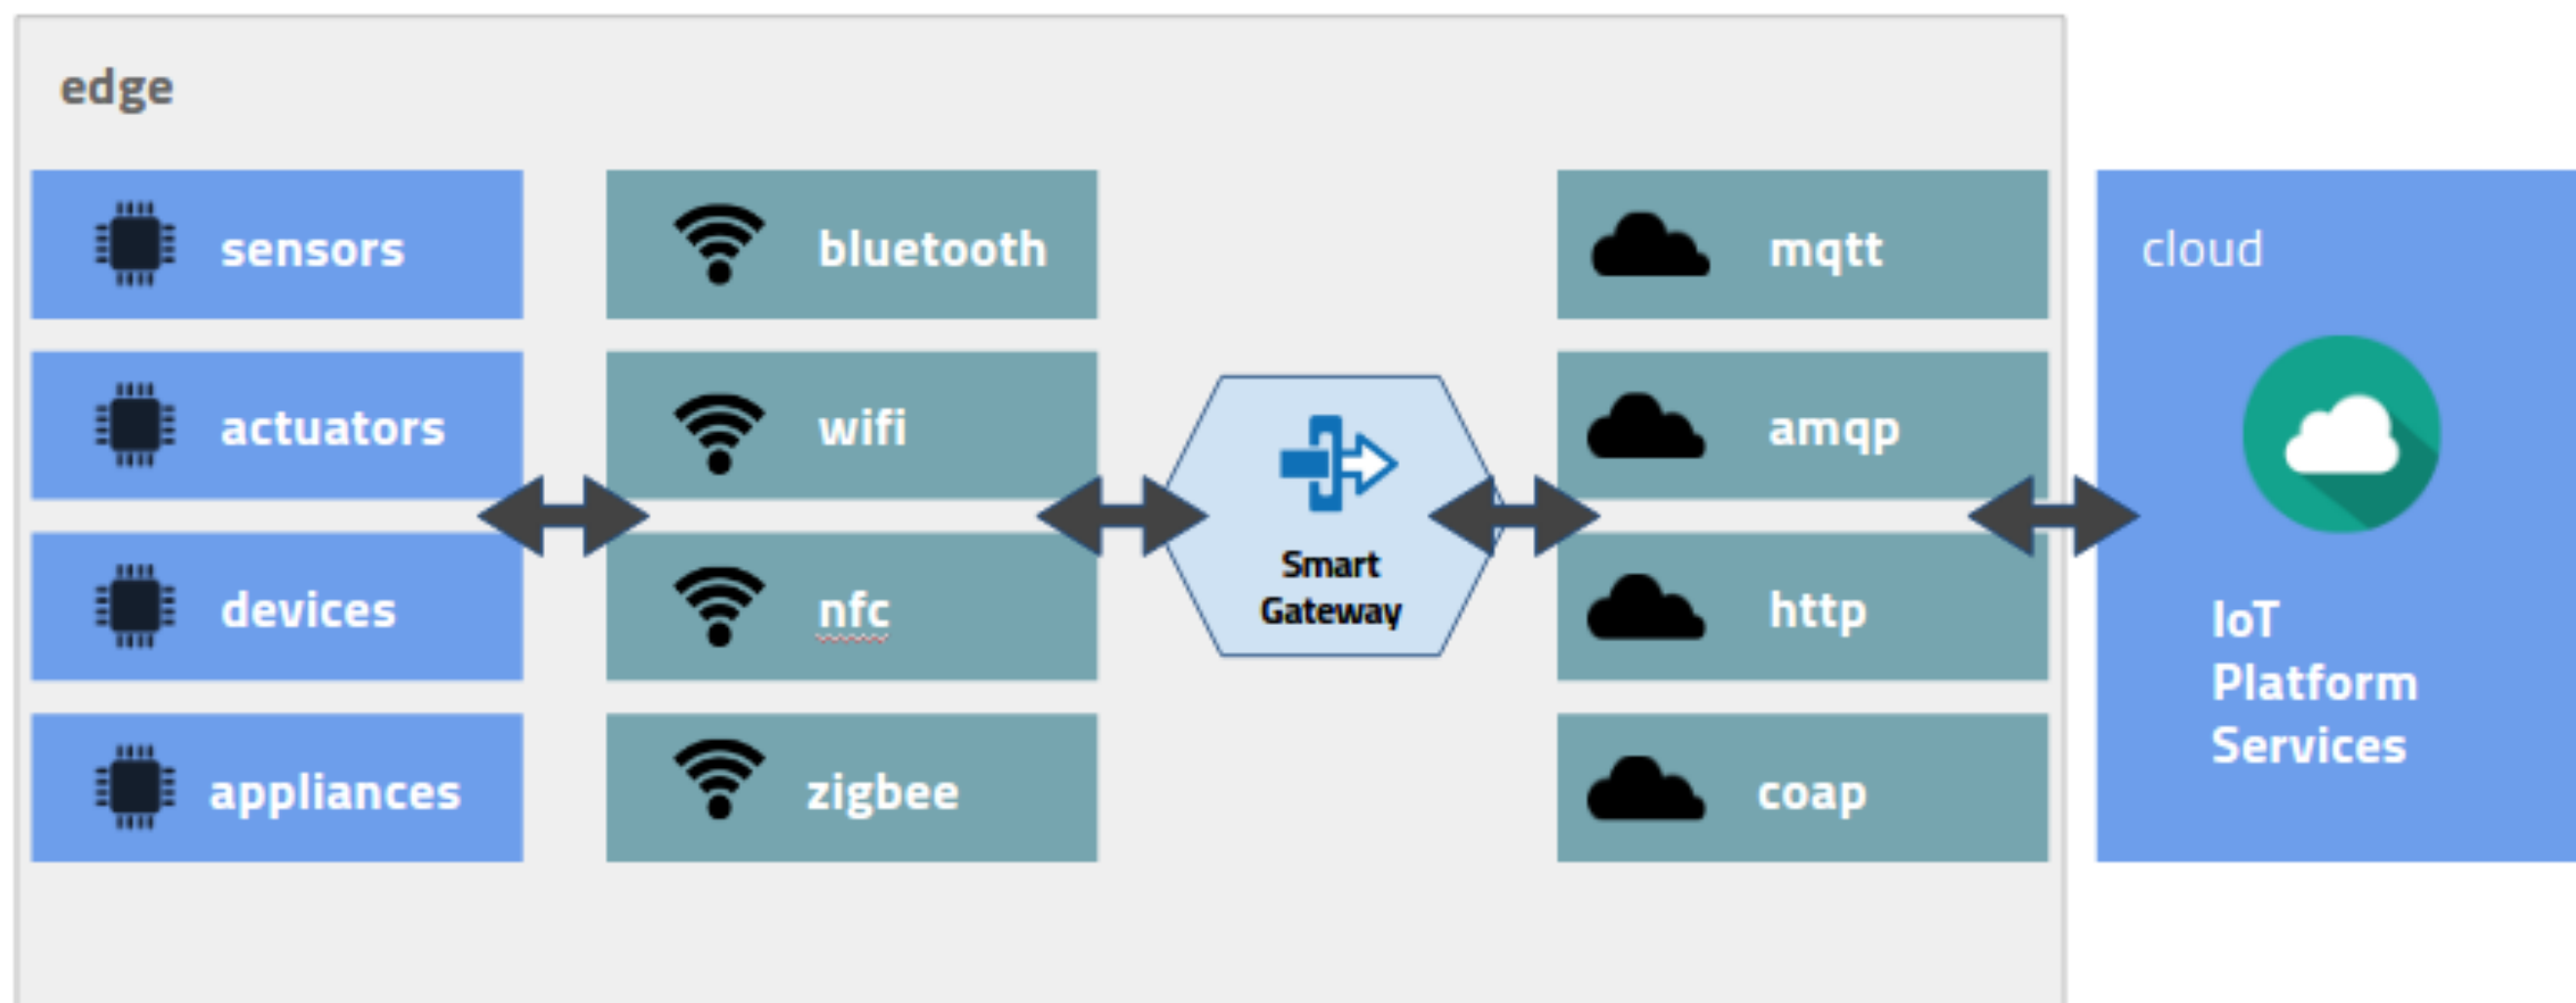 edge
sensors
actuators
devices
appliances
bluetooth
wifi
nfc
zigbee
Smart
Gateway
mqtt
amqp
http
coap
cloud
IoT
Platform
Services